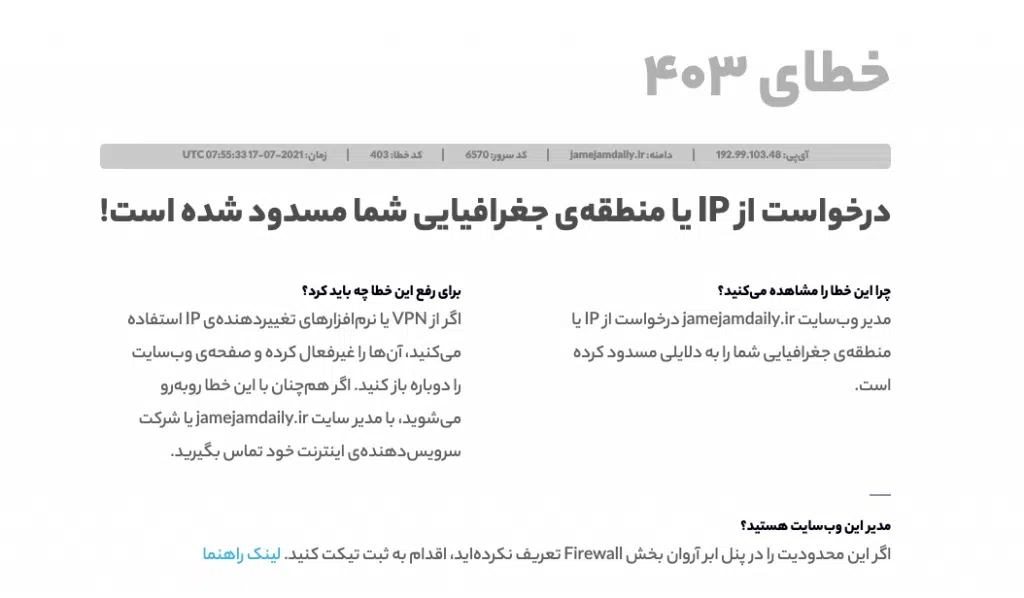 خطای ۴۰۳
آی‌پی: 192.99.103.48 | دامنه: jamejamdaily.ir | کد سرور: 6570 | کد خطا: 403 | زمان: UTC 07:55:33 17-07-2021
درخواست از IP یا منطقه‌ی جغرافیایی شما مسدود شده است!
چرا این خطا را مشاهده می‌کنید؟
مدیر وب‌سایت jamejamdaily.ir درخواست از IP یا
منطقه‌ی جغرافیایی شما را به دلایلی مسدود کرده
است.
برای رفع این خطا چه باید کرد؟
اگر از VPN یا نرم‌افزارهای تغییردهنده‌ی IP استفاده
می‌کنید، آن‌ها را غیرفعال کرده و صفحه‌ی وب‌سایت
را دوباره باز کنید. اگر هم‌چنان با این خطا روبه‌رو
می‌شوید، با مدیر سایت jamejamdaily.ir یا شرکت
سرویس‌دهنده‌ی اینترنت خود تماس بگیرید.
مدیر این وب‌سایت هستید؟
اگر این محدودیت را در پنل ابر آروان بخش Firewall تعریف نکرده‌اید، اقدام به ثبت تیکت کنید. لینک راهنما